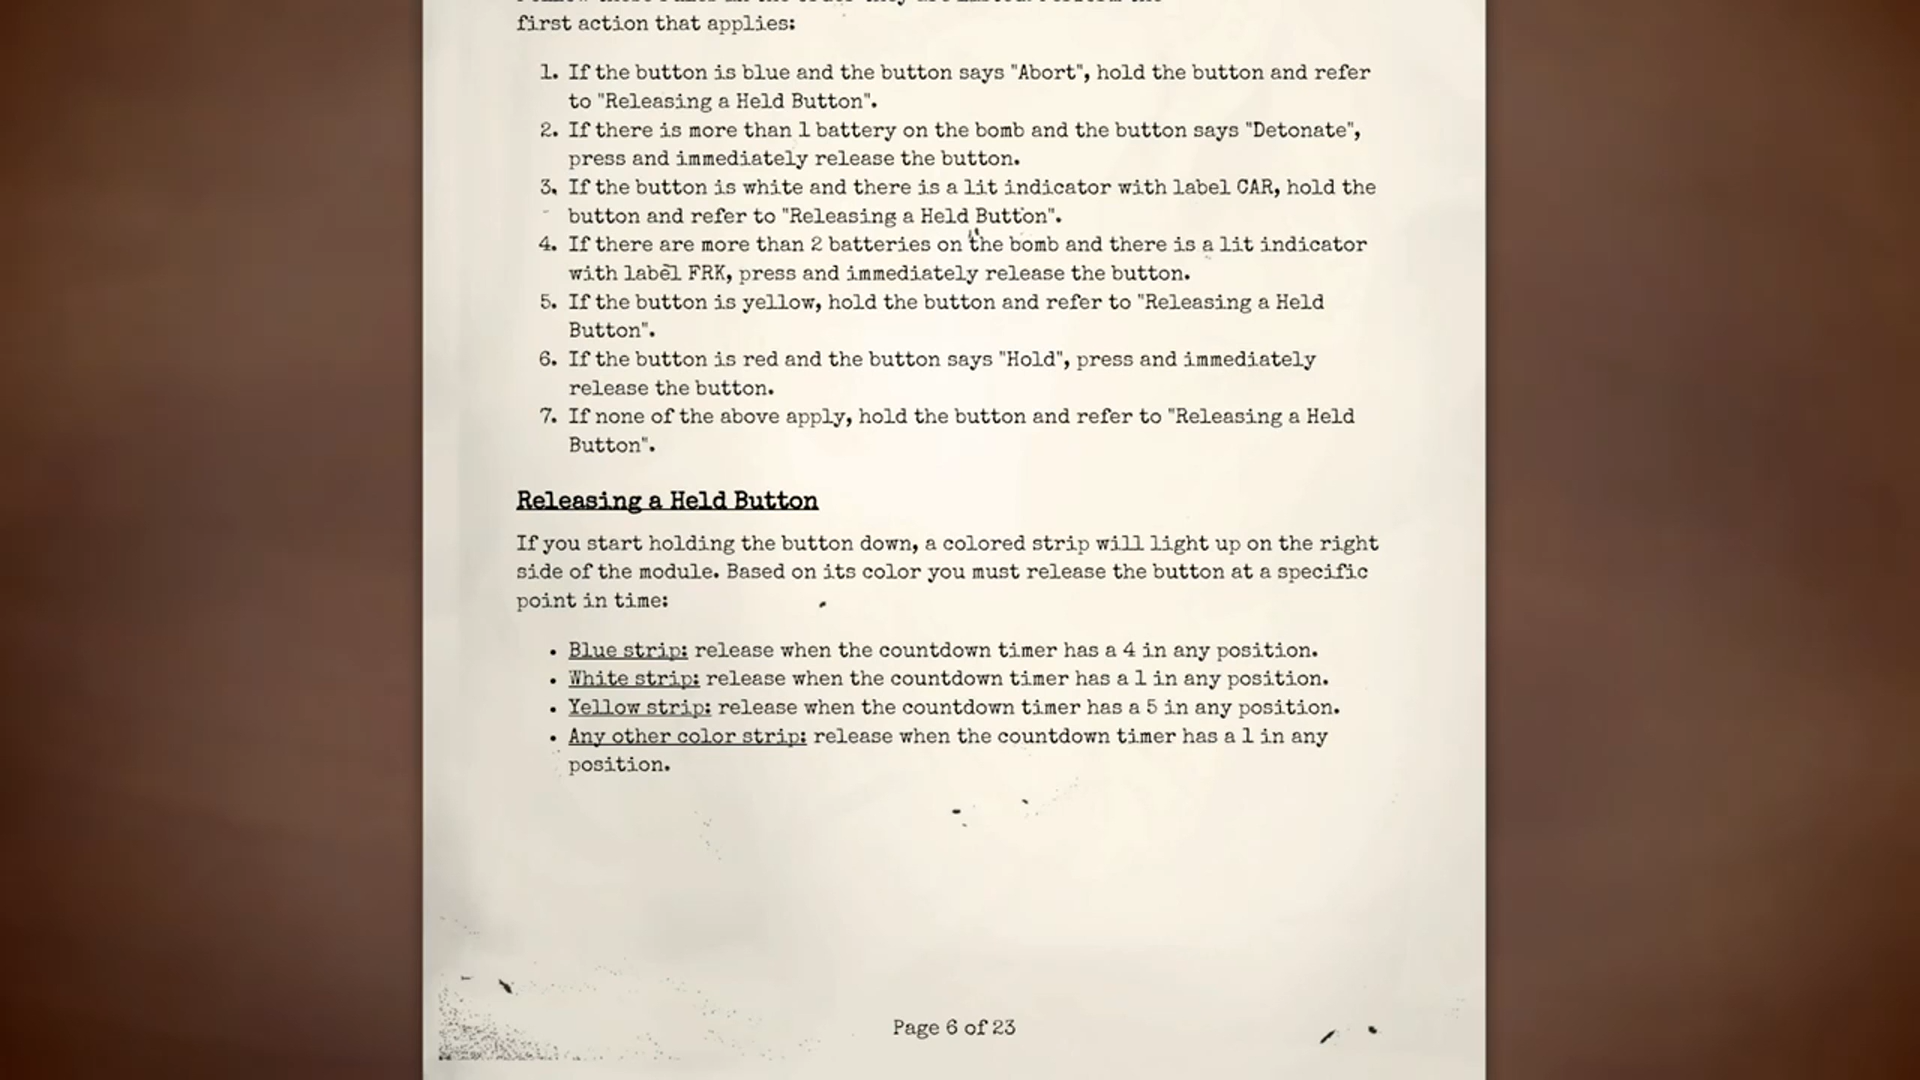 first action that applies:
1. If the button is blue and the button says "Abort", hold the button and refer
to "Releasing a Held Button".
2. If there is more than 1 battery on the bomb and the button says "Detonate",
press and immediately release the button.
3. If the button is white and there is a lit indicator with label CAR, hold the
button and refer to "Releasing a Held Button".
4. If there are more than 2 batteries on the bomb and there is a lit indicator
with label FRK, press and immediately release the button.
5. If the button is yellow, hold the button and refer to "Releasing a Held
Button".
6. If the button is red and the button says "Hold", press and immediately
release the button.
7. If none of the above apply, hold the button and refer to "Releasing a Held
Button".
Releasing a Held Button
If you start holding the button down, a colored strip will light up on the right
side of the module. Based on its color you must release the button at a specific
point in time:
• Blue strip: release when the countdown timer has a 4 in any position.
• White strip: release when the countdown timer has a 1 in any position.
• Yellow strip: release when the countdown timer has a 5 in any position.
• Any other color strip: release when the countdown timer has a 1 in any
position.
Page 6 of 23